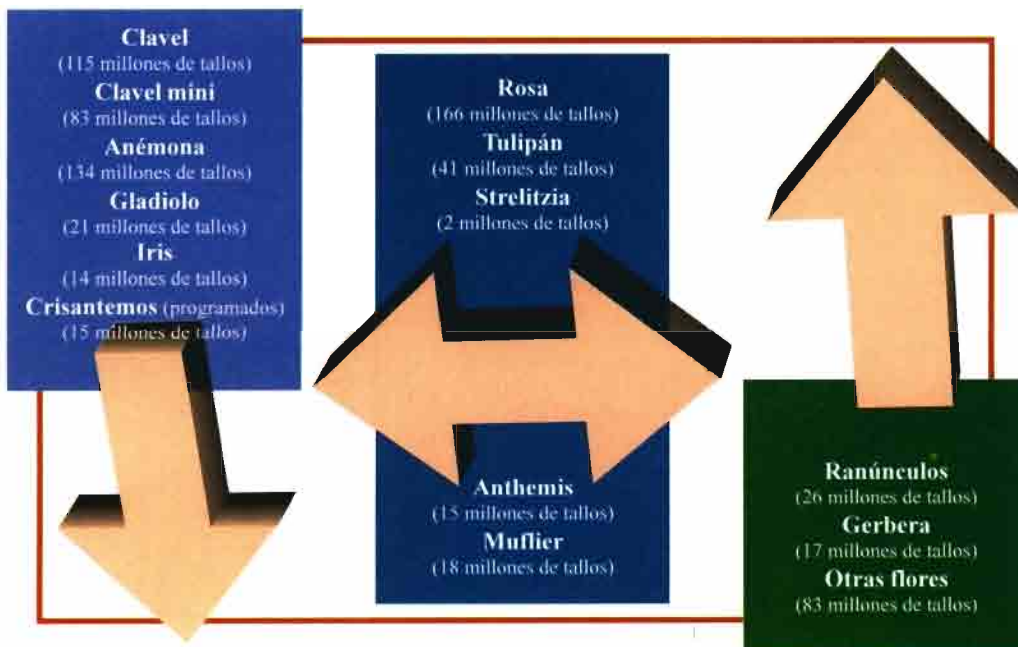 Clavel
(115 millones de tallos)
Clavel mini
(83 millones de tallos)
Anémona
(134 millones de tallos)
Gladiolo
(21 millones de tallos)
Iris
(14 millones de tallos)
Crisantemos (programados)
(15 millones de tallos)
Rosa
(166 millones de tallos)
Tulipán
(41 millones de tallos)
Strelitzia
(2 millones de tallos)
Anthemis
(15 millones de tallos)
Muflier
(18 millones de tallos)
Ranúnculos
(26 millones de tallos)
Gerbera
(17 millones de tallos)
Otras flores
(83 millones de tallos)